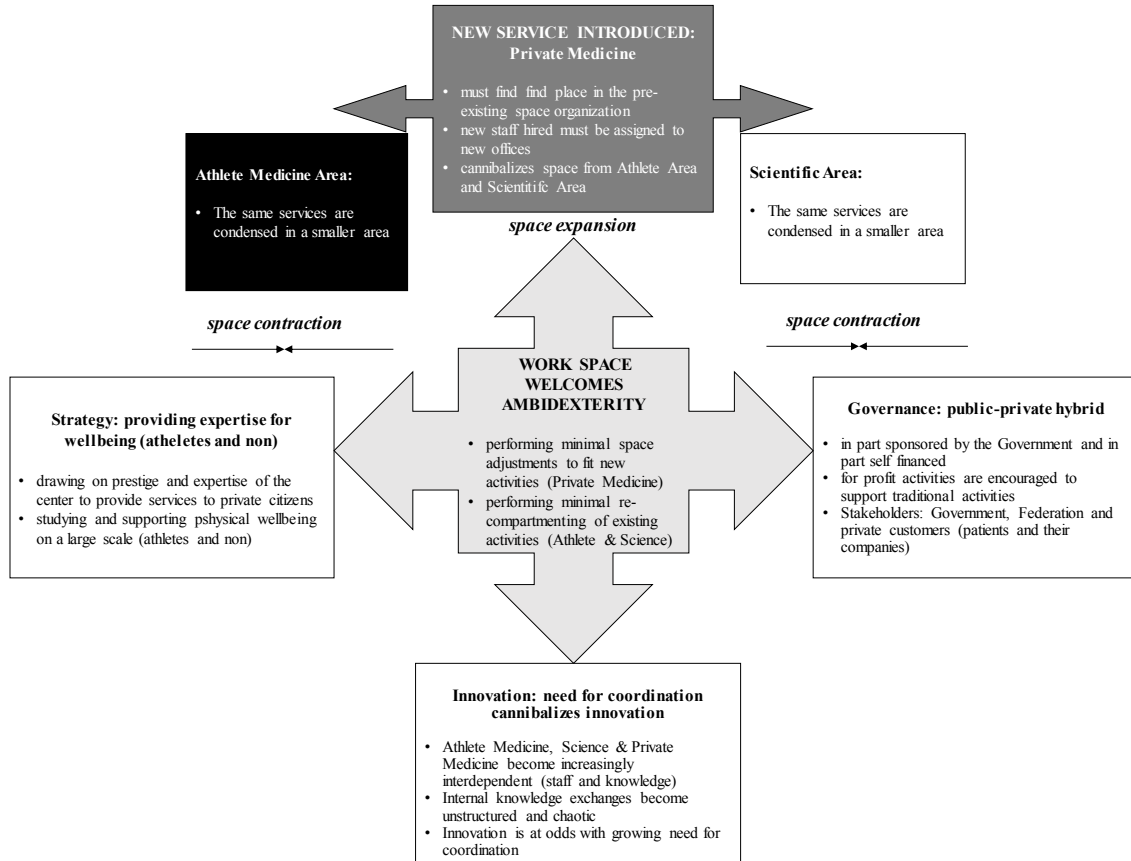 NEW SERVICE INTRODUCED:
Private Medicine
• must find find place in the pre-
existing space organization
• new staff hired must be assigned to
new offices
• cannibalizes space from Athlete Area
and Scientitifc Area
Athlete Medicine Area:
• The same services are
condensed in a smaller area
Scientific Area:
• The same services are
condensed in a smaller area
space expansion
space contraction
space contraction
WORK SPACE
WELCOMES
AMBIDEXTERITY
• performing minimal space
adjustments to fit new
activities (Private Medicine)
• performing minimal re-
compartmenting of existing
activities (Athlete & Science)
Strategy: providing expertise for
wellbeing (atheletes and non)
• drawing on prestige and expertise of the
center to provide services to private citizens
• studying and supporting pshysical wellbeing
on a large scale (athletes and non)
Governance: public-private hybrid
• in part sponsored by the Government and in
part self financed
• for profit activities are encouraged to
support traditional activities
• Stakeholders: Government, Federation and
private customers (patients and their
companies)
Innovation: need for coordination
cannibalizes innovation
• Athlete Medicine, Science & Private
Medicine become increasingly
interdependent (staff and knowledge)
• Internal knowledge exchanges become
unstructured and chaotic
• Innovation is at odds with growing need for
coordination